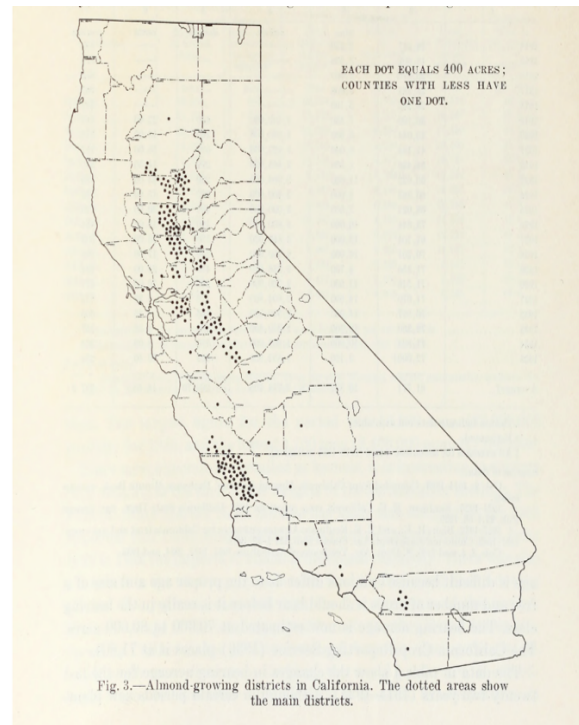 EACH DOT EQUALS 400 ACRES;
COUNTIES WITH LESS HAVE
ONE DOT.
Fig. 3.—Almond-growing districts in California. The dotted areas show
the main districts.